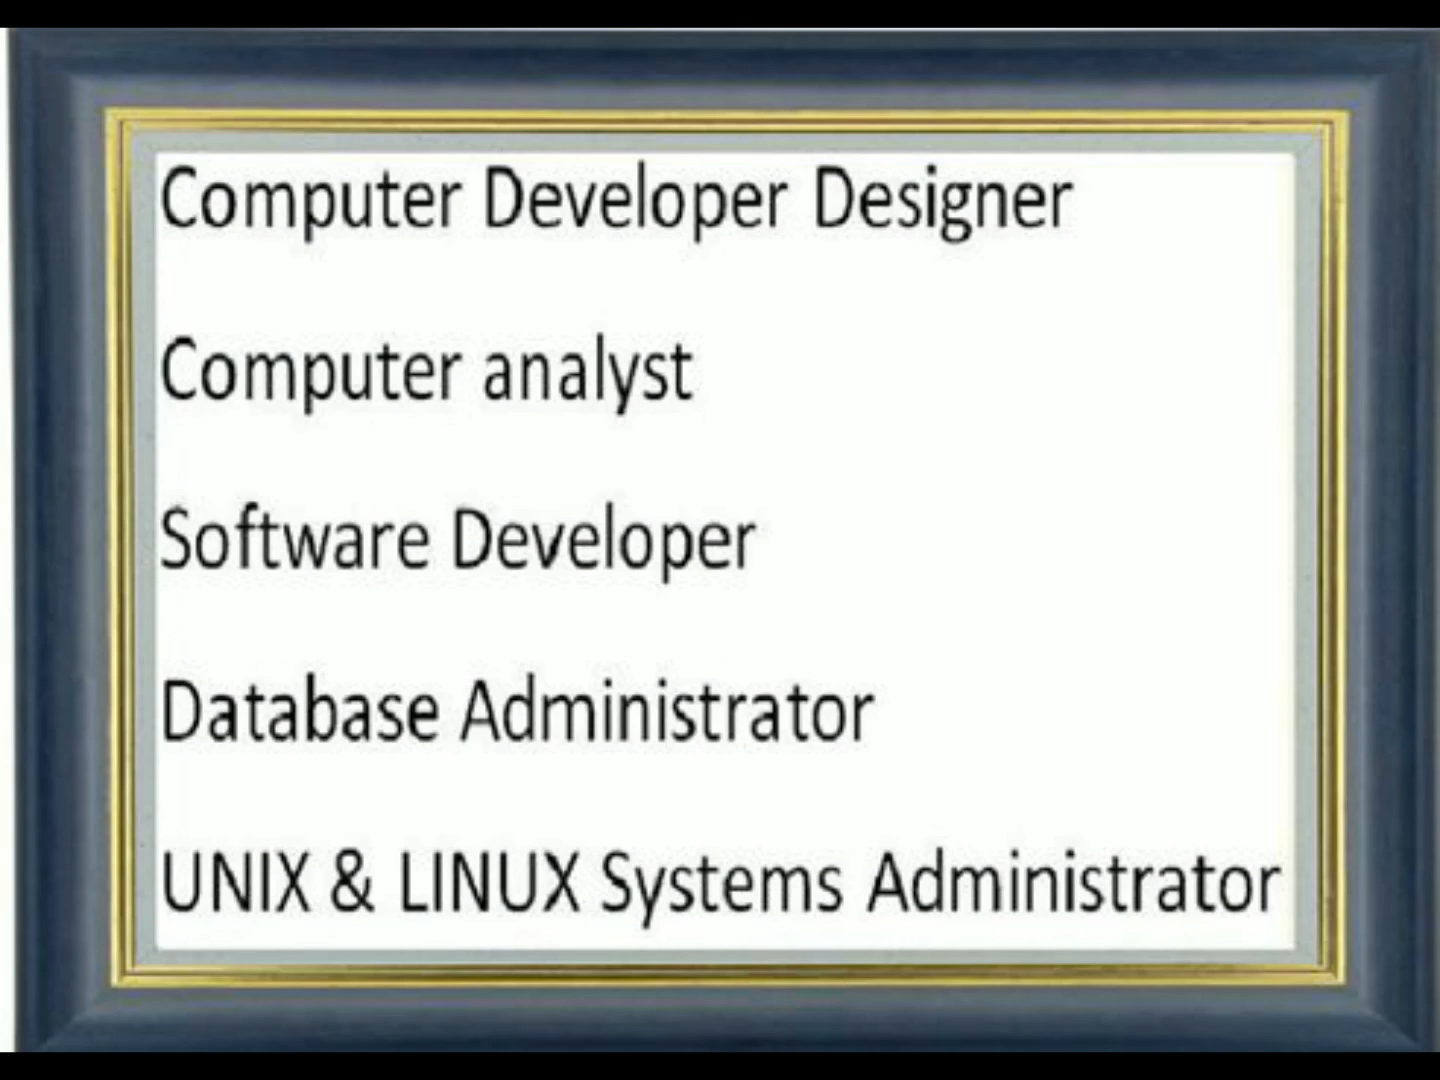 Computer Developer Designer
Computer analyst
Software Developer
Database Administrator
UNIX & LINUX Systems Administrator